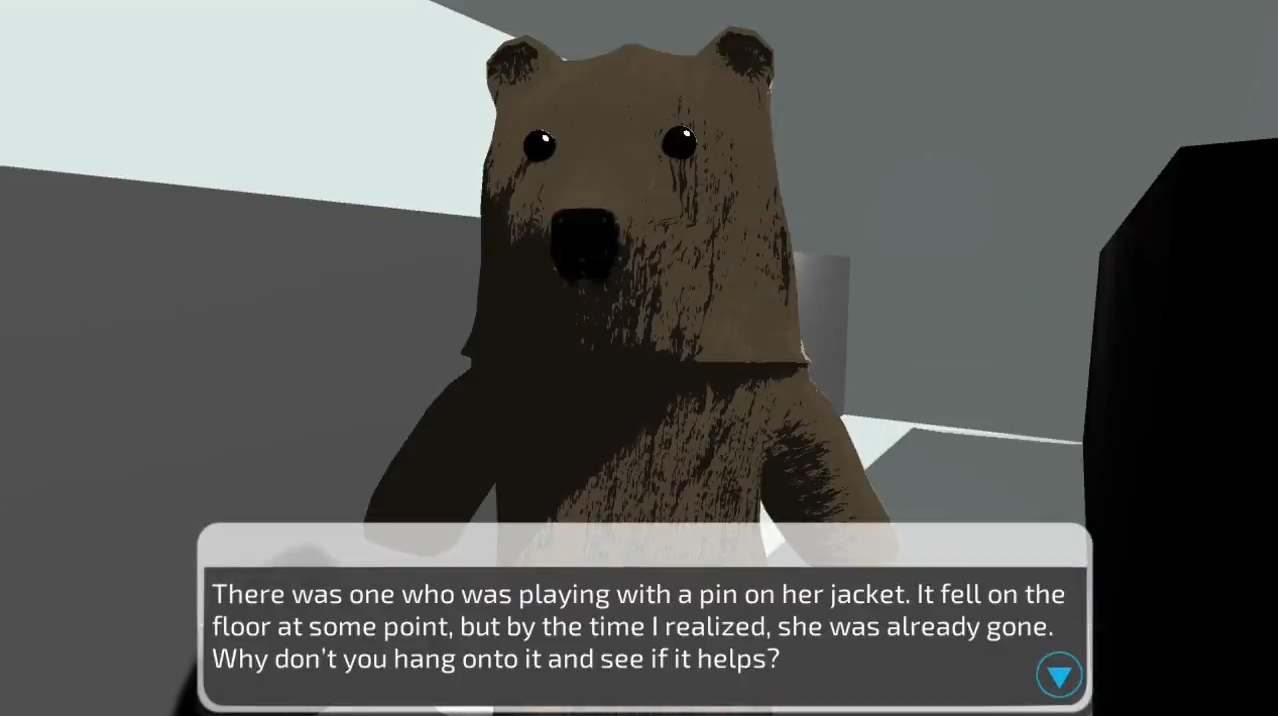 There was one who was playing with a pin on her jacket. It fell on the
floor at some point, but by the time I realized, she was already gone.
Why don’t you hang onto it and see if it helps?